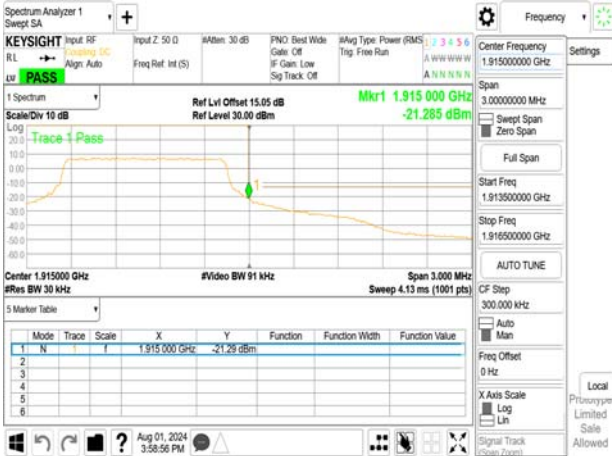 Spectrum Analyzer 1
Swept SA
+
Frequency
KEYSIGHT Input: RF Input Z: 50 Ω #Atten: 30 dB PNO: Best Wide #Avg Type: Power (RMS 1 2 3 4 5 6
RL Coupling: DC Gate: Off Trig: Free Run
Align: Auto Freq Ref: Int (S) IF Gain: Low A WW WW W
LW PASS Sig Track: Off A N N N N N
1 Spectrum
Ref Lvl Offset 15.05 dB Mkr1 1.915 000 GHz
Scale/Div 10 dB Ref Level 30.00 dBm -21.285 dBm
Log
Trace 1 Pass
20.0
10.0
0.00
-10.0
-20.0
-30.0
-40.0
-50.0
-60.0
1
Center 1.915000 GHz #Video BW 91 kHz Span 3.000 MHz
#Res BW 30 kHz Sweep 4.13 ms (1001 pts)
5 Marker Table
Mode Trace Scale X Y Function Function Width Function Value
1 N 1 f 1.915 000 GHz -21.29 dBm
2
3
4
5
6
Aug 01, 2024
3:58:56 PM
?
Center Frequency
1.915000000 GHz
Span
3.00000000 MHz
Swept Span
Zero Span
Full Span
Start Freq
1.913500000 GHz
Stop Freq
1.916500000 GHz
AUTO TUNE
CF Step
300.000 kHz
Auto
Man
Freq Offset
0 Hz
X Axis Scale
Log
Lin
Signal Track
(Span Zoom)
Settings
Local
Prototype
Limited
Sale
Allowed